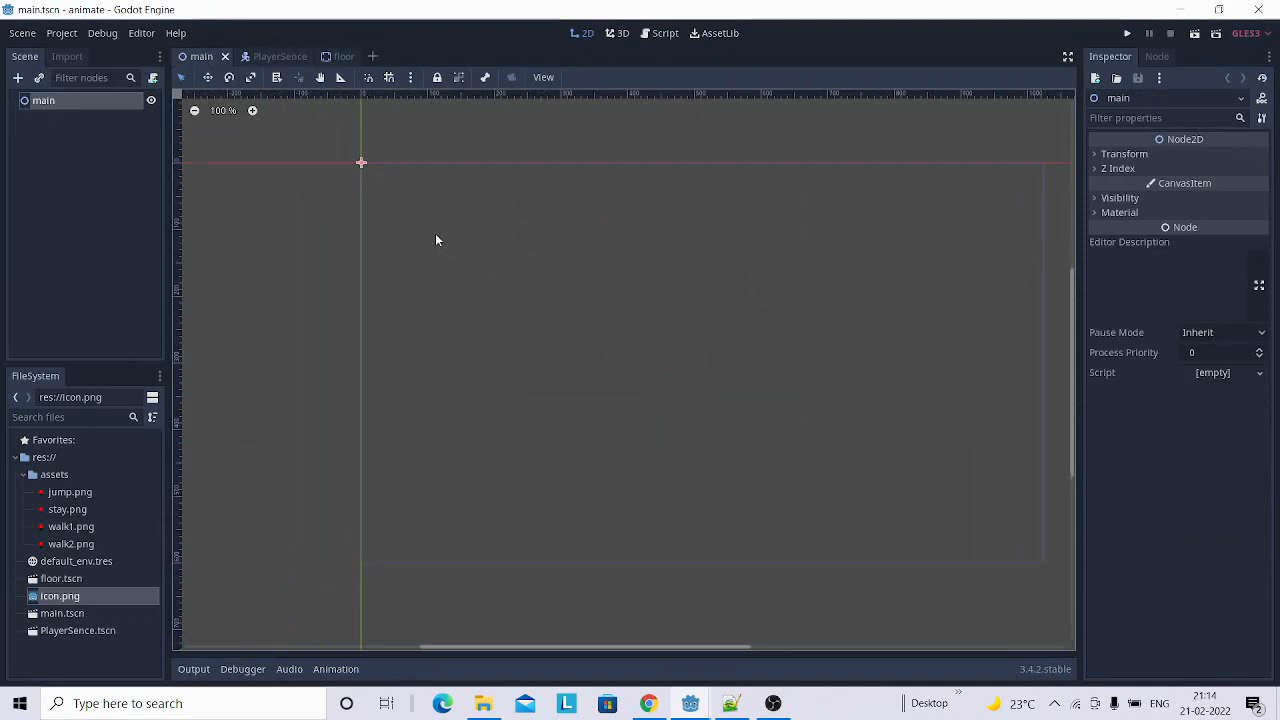 main.tscn - animate - Godot Engine
Scene Project Debug Editor Help
2D 3D Script AssetLib
GLES3
Scene Import
main PlayerSence floor
Inspector Node
Filter nodes
View
main
100 %
main
Filter properties
Node2D
Transform
Z Index
CanvasItem
Visibility
Material
Node
Editor Description
Pause Mode Inherit
Process Priority 0
Script [empty]
FileSystem
res://icon.png
Search files
Favorites:
res://
assets
jump.png
stay.png
walk1.png
walk2.png
default_env.tres
floor.tscn
icon.png
main.tscn
PlayerSence.tscn
Output Debugger Audio Animation
3.4.2.stable
Type here to search
Desktop
23°C
ENG
21:14
21-02-2022
2